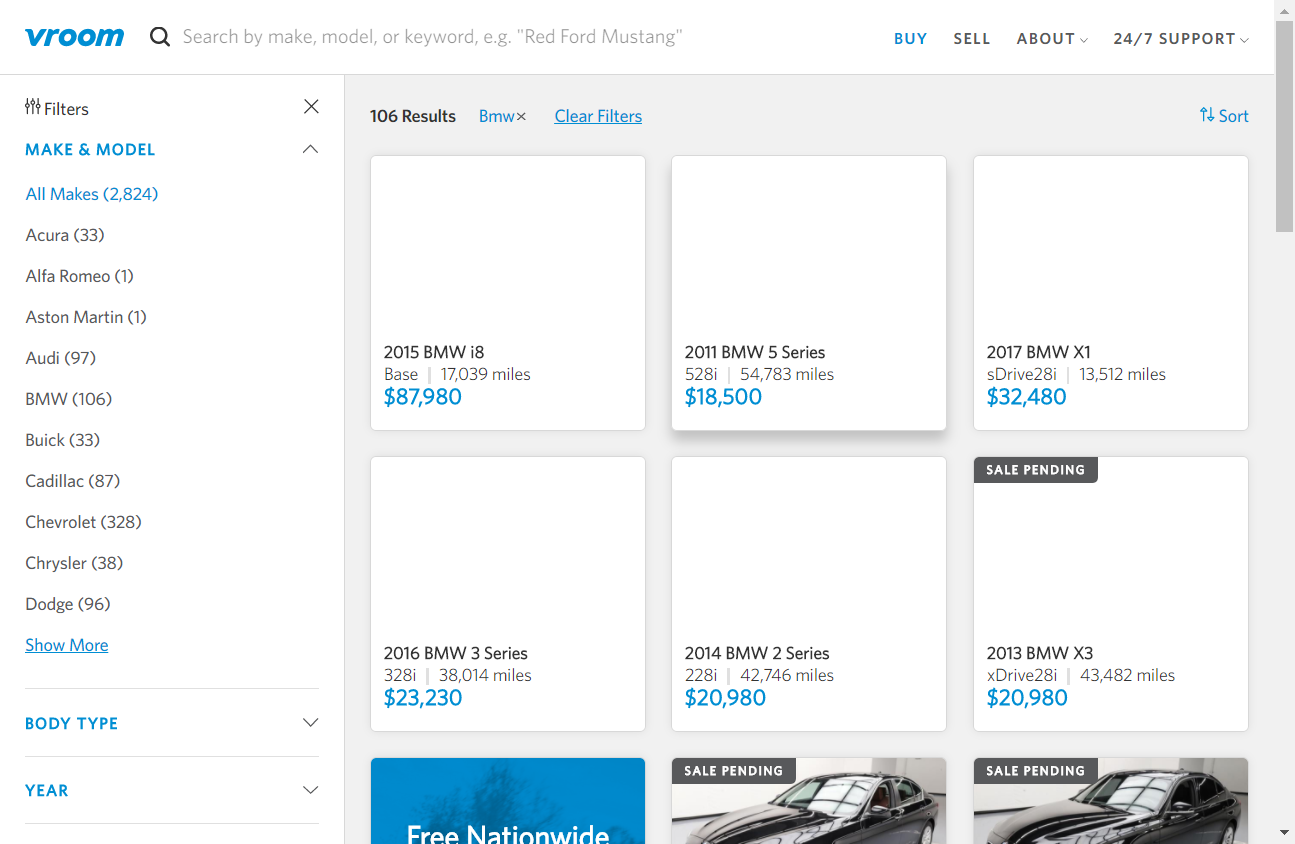 vroom
Search by make, model, or keyword, e.g. "Red Ford Mustang"
BUY SELL ABOUT 24/7 SUPPORT
Filters
MAKE & MODEL
All Makes (2,824)
Acura (33)
Alfa Romeo (1)
Aston Martin (1)
Audi (97)
BMW (106)
Buick (33)
Cadillac (87)
Chevrolet (328)
Chrysler (38)
Dodge (96)
Show More
BODY TYPE
YEAR
106 Results Bmw× Clear Filters Sort
2015 BMW i8
Base | 17,039 miles
$87,980
2011 BMW 5 Series
528i | 54,783 miles
$18,500
2017 BMW X1
sDrive28i | 13,512 miles
$32,480
2016 BMW 3 Series
328i | 38,014 miles
$23,230
2014 BMW 2 Series
228i | 42,746 miles
$20,980
SALE PENDING
2013 BMW X3
xDrive28i | 43,482 miles
$20,980
Free Nationwide
SALE PENDING
SALE PENDING